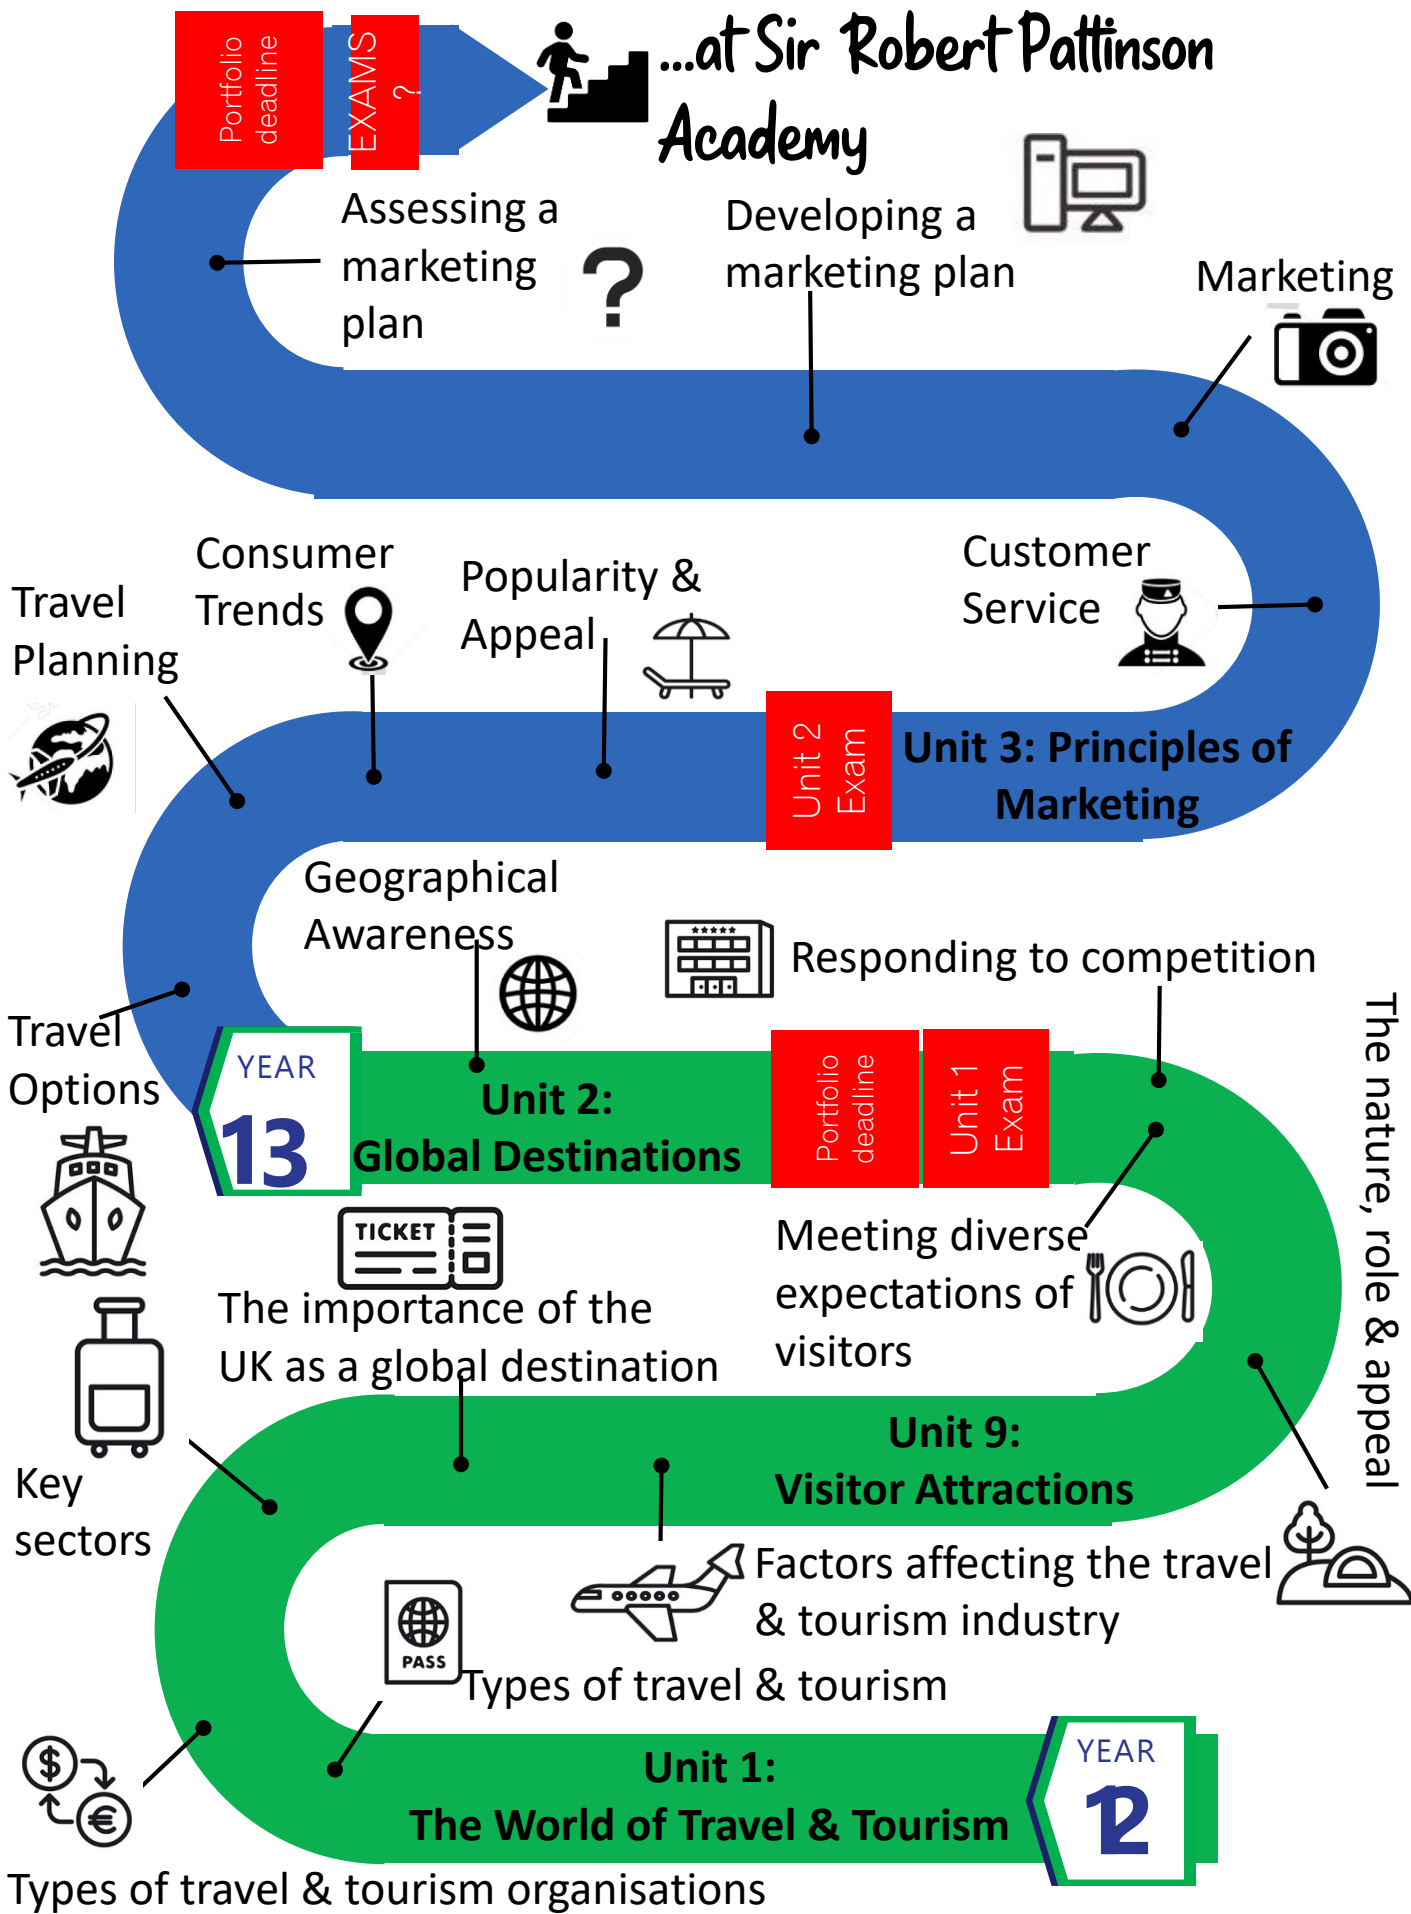 Portfolio
deadline
EXAMS
?
...at Sir Robert Pattinson
Academy
Assessing a
marketing
plan
?
Developing a
marketing plan
Marketing
Consumer
Trends
Popularity &
Appeal
Customer
Service
Travel
Planning
Unit 2
Exam
Unit 3: Principles of
Marketing
Geographical
Awareness
Responding to competition
Travel
Options
YEAR
13
Unit 2:
Global Destinations
Portfolio
deadline
Unit 1
Exam
The nature, role & appeal
TICKET
The importance of the
UK as a global destination
Meeting diverse
expectations of
visitors
Key
sectors
Unit 9:
Visitor Attractions
Factors affecting the travel
& tourism industry
PASS
Types of travel & tourism
$
€
Unit 1:
The World of Travel & Tourism
YEAR
12
Types of travel & tourism organisations